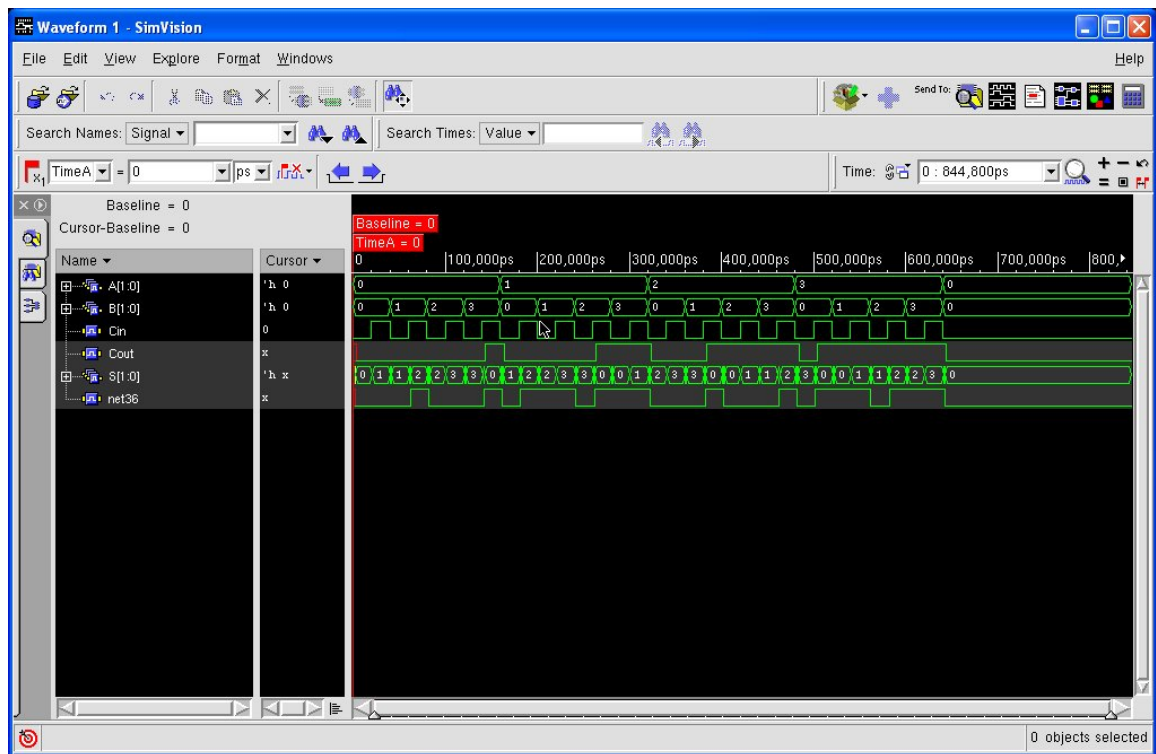 Waveform 1 - SimVision
File Edit View Explore Format Windows Help
Send To:
Search Names: Signal Search Times: Value
TimeA = 0 ps Time: 0 : 844,800ps
Baseline = 0
Cursor-Baseline = 0
Baseline = 0
TimeA = 0
Name Cursor 0 100,000ps 200,000ps 300,000ps 400,000ps 500,000ps 600,000ps 700,000ps 800,
A[1:0] 'h 0 0 1 2 3 0
B[1:0] 'h 0 0 1 2 3 0 1 2 3 0 1 2 3 0 1 2 3 0
Cin 0
Cout x
S[1:0] 'h x 0 1 1 2 2 3 3 0 1 2 2 3 3 0 0 1 2 3 3 0 0 1 1 2 3 0 0 1 1 2 2 3 0
net36 x
0 objects selected